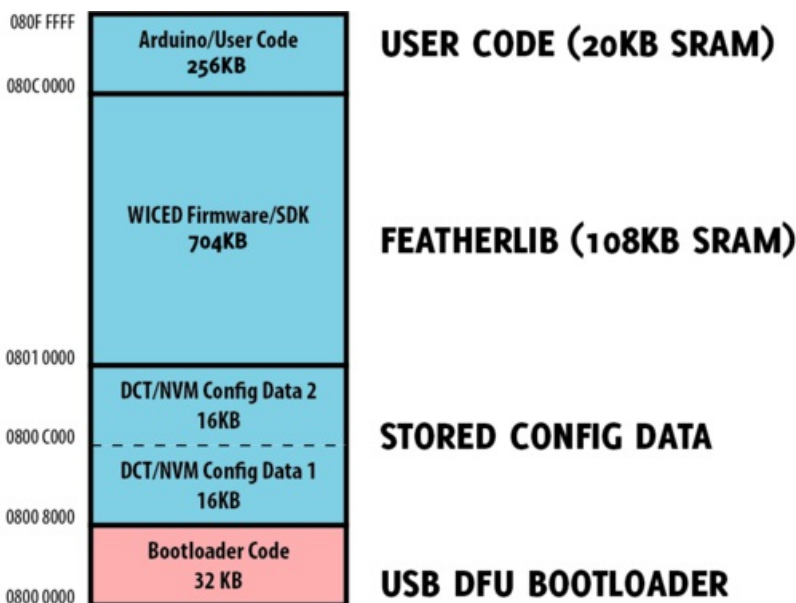 080F FFFF
Arduino/User Code
256KB
USER CODE (20KB SRAM)
080C 0000
WICED Firmware/SDK
704KB
FEATHERLIB (108KB SRAM)
0801 0000
DCT/NVM Config Data 2
16KB
0800 C000
STORED CONFIG DATA
DCT/NVM Config Data 1
16KB
0800 8000
Bootloader Code
32 KB
USB DFU BOOTLOADER
0800 0000